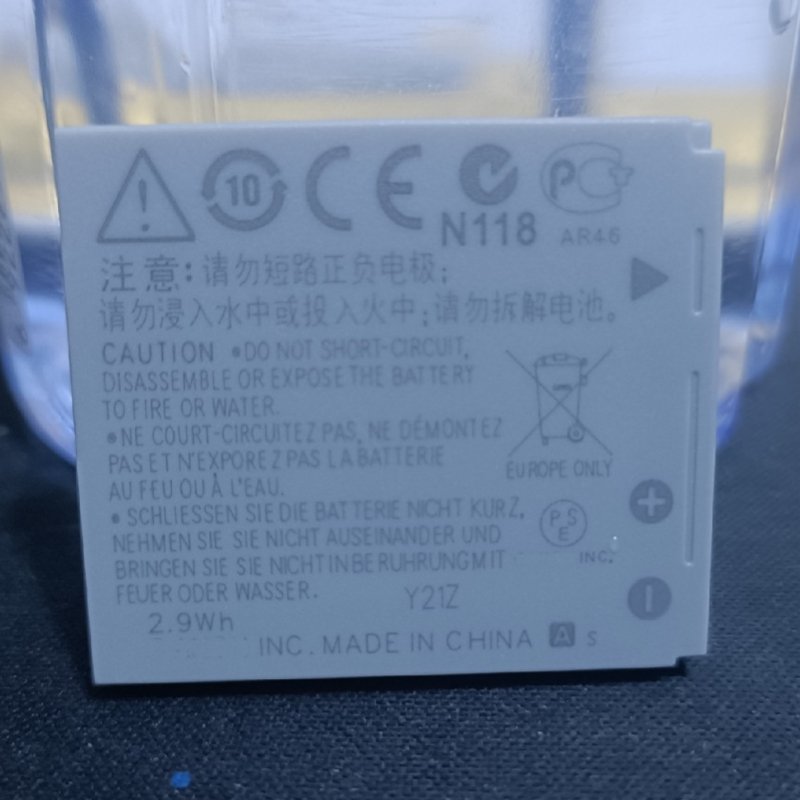 10 CE PC
N118 AR46
注意:请勿短路正负电极;
请勿浸入水中或投入火中;请勿拆解电池。
CAUTION •DO NOT SHORT-CIRCUIT,
DISASSEMBLE OR EXPOSE THE BATTERY
TO FIRE OR WATER.
•NE COURT-CIRCUITEZ PAS, NE DÉMONTEZ
PAS ET N'EXPOREZ PAS LA BATTERIE
AU FEU OU À L'EAU.
EUROPE ONLY
• SCHLIESSEN SIE DIE BATTERIE NICHT KURZ,
NEHMEN SIE SIE NICHT AUSEINANDER UND
BRINGEN SIE SIE NICHT IN BERUHRUNG MIT
FEUER ODER WASSER.
+
PSE
INC.
Y21Z
2.9Wh
INC. MADE IN CHINA A S